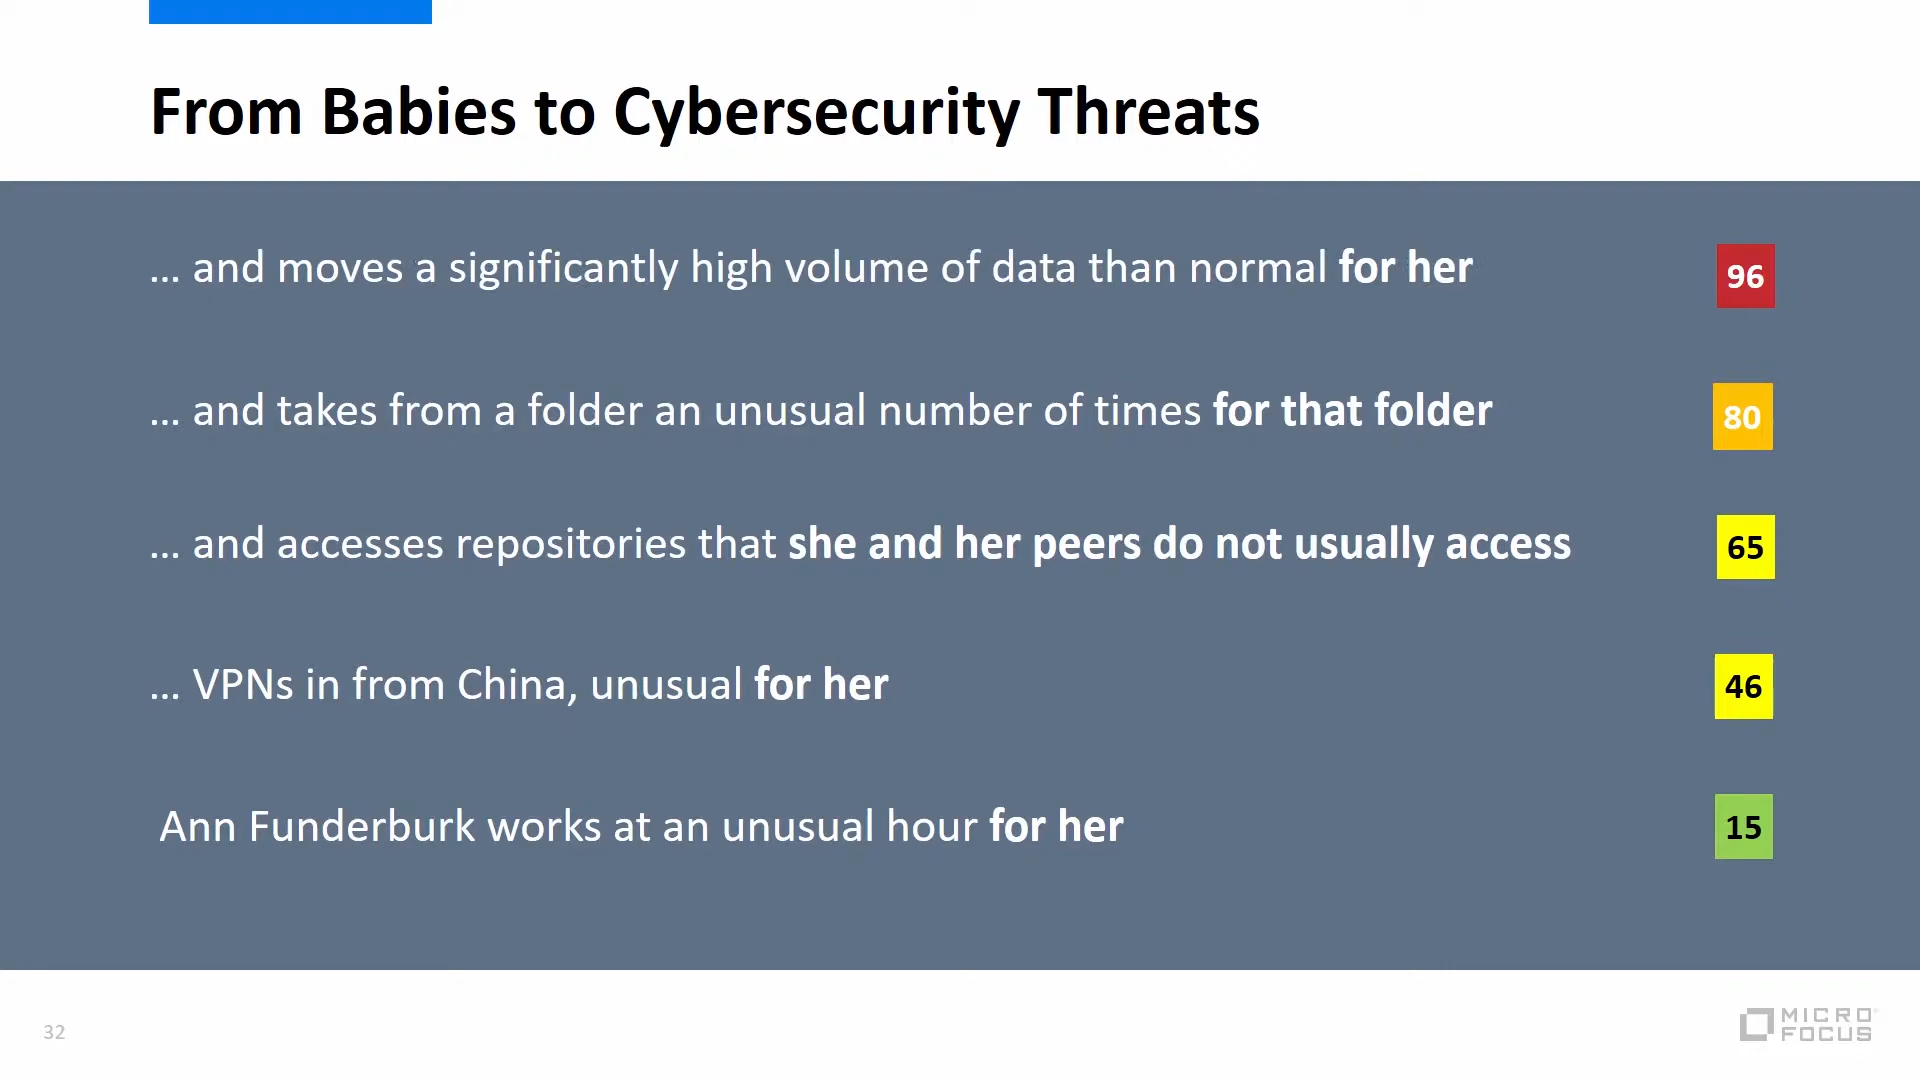 From Babies to Cybersecurity Threats
... and moves a significantly high volume of data than normal for her
96
... and takes from a folder an unusual number of times for that folder
80
... and accesses repositories that she and her peers do not usually access
65
... VPNs in from China, unusual for her
46
Ann Funderburk works at an unusual hour for her
15
32
MICRO
FOCUS